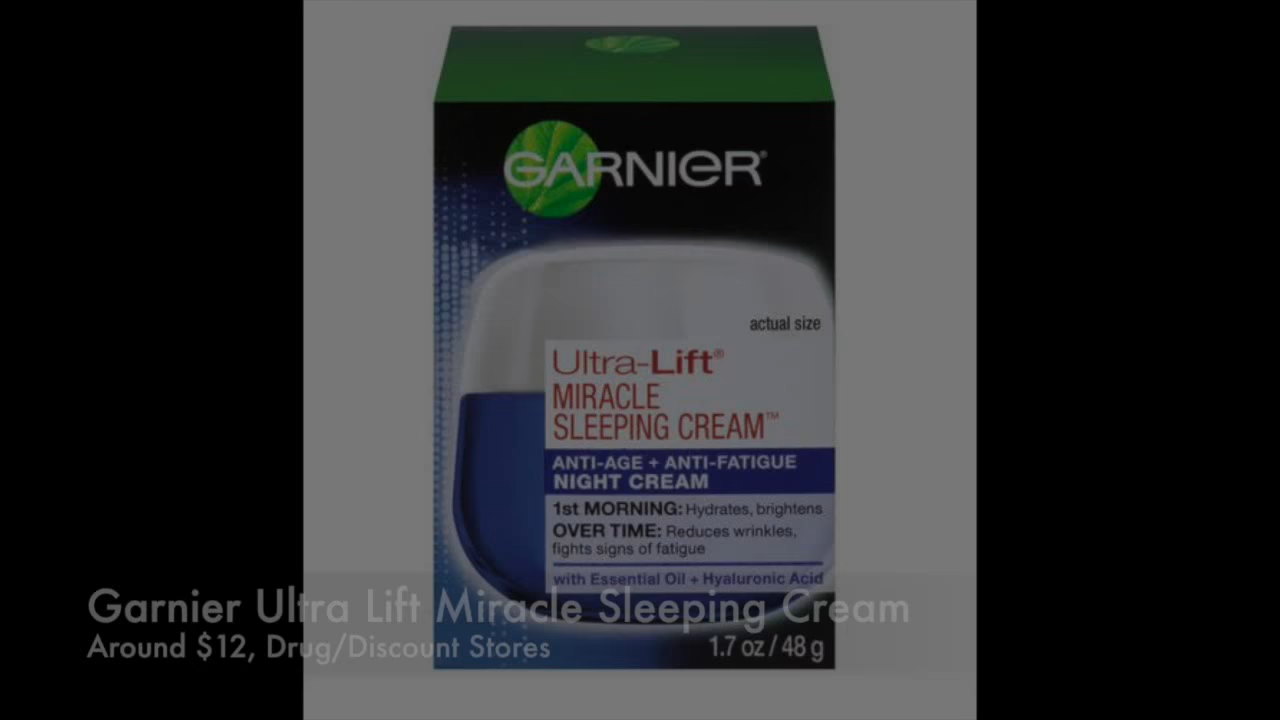 GARNIER®
actual size
Ultra-Lift®
MIRACLE
SLEEPING CREAM™
ANTI-AGE + ANTI-FATIGUE
NIGHT CREAM
1st MORNING: Hydrates, brightens
OVER TIME: Reduces wrinkles,
fights signs of fatigue
with Essential Oil + Hyaluronic Acid
Garnier Ultra Lift Miracle Sleeping Cream
Around $12, Drug/Discount Stores
1.7 oz / 48 g